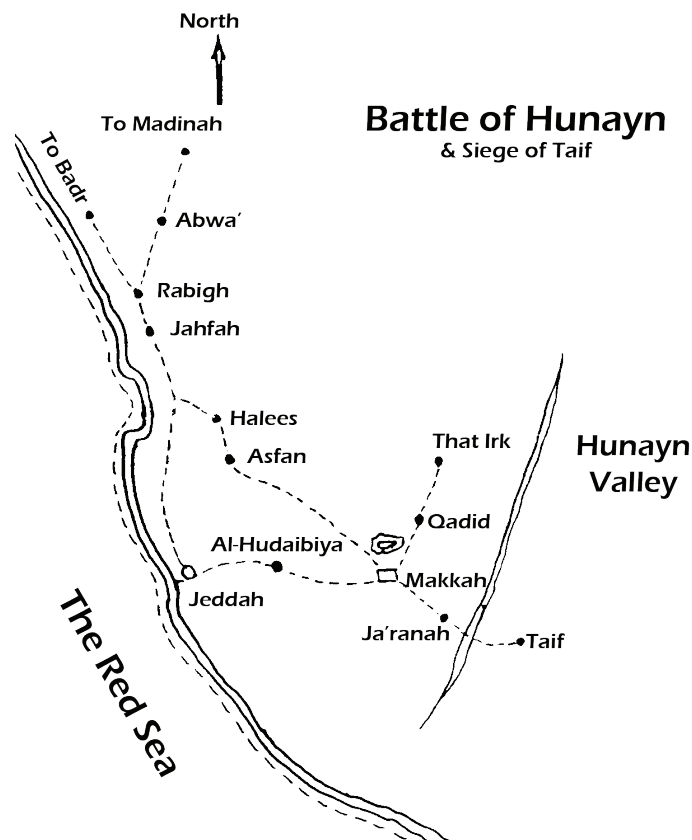 North
Battle of Hunayn
& Siege of Taif
To Madinah
To Badr
Abwa'
Rabigh
Jahfah
Halees
Asfan
That Irk
Hunayn
Valley
Qadid
Al-Hudaibiya
Makkah
Jeddah
Ja'ranah
Taif
The Red Sea